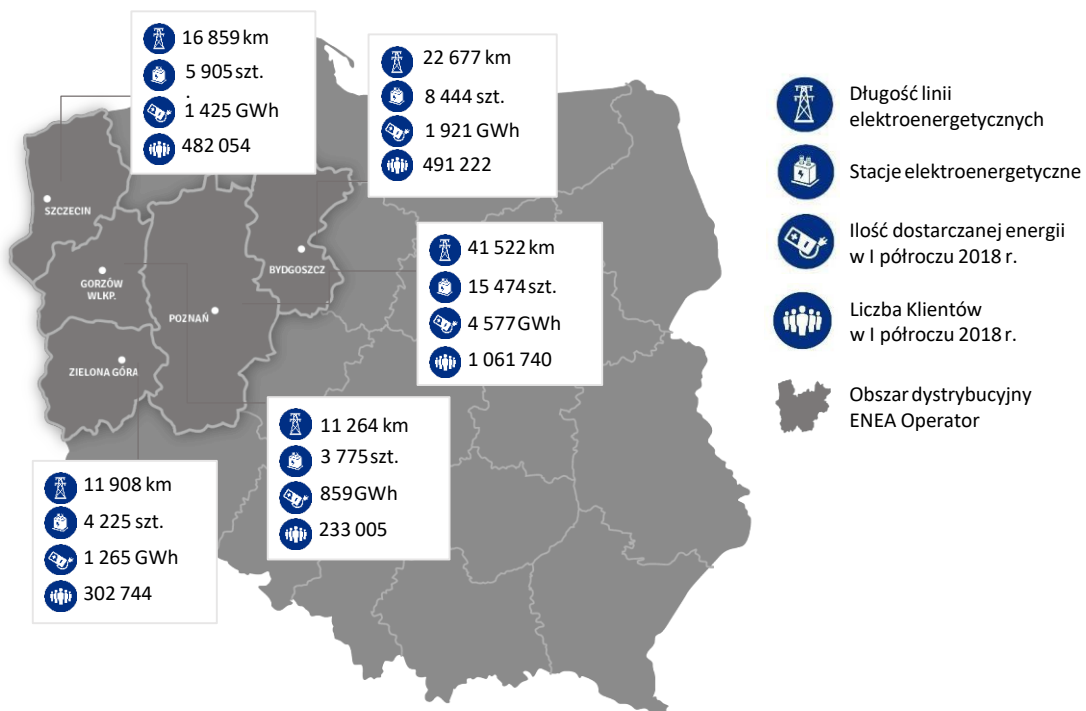 16 859 km
5 905 szt.
.
1 425 GWh
482 054
22 677 km
8 444 szt.
1 921 GWh
491 222
41 522 km
15 474 szt.
4 577 GWh
1 061 740
11 264 km
3 775 szt.
859 GWh
233 005
11 908 km
4 225 szt.
1 265 GWh
302 744
SZCZECIN
GORZÓW
WLKP.
BYDGOSZCZ
POZNAŃ
ZIELONA GÓRA
Długość linii
elektroenergetycznych
Stacje elektroenergetyczne
Ilość dostarczanej energii
w I półroczu 2018 r.
Liczba Klientów
w I półroczu 2018 r.
Obszar dystrybucyjny
ENEA Operator